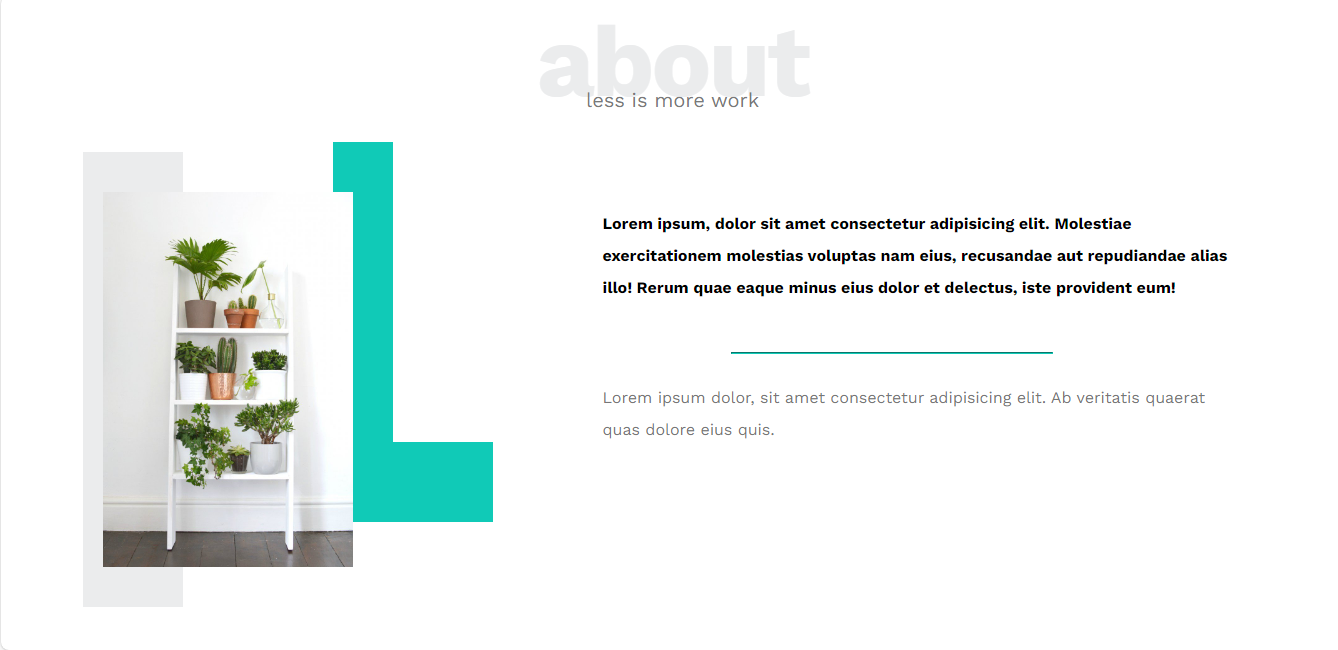 about
less is more work
Lorem ipsum, dolor sit amet consectetur adipisicing elit. Molestiae
exercitationem molestias voluptas nam eius, recusandae aut repudiandae alias
illo! Rerum quae eaque minus eius dolor et delectus, iste provident eum!
Lorem ipsum dolor, sit amet consectetur adipisicing elit. Ab veritatis quaerat
quas dolore eius quis.